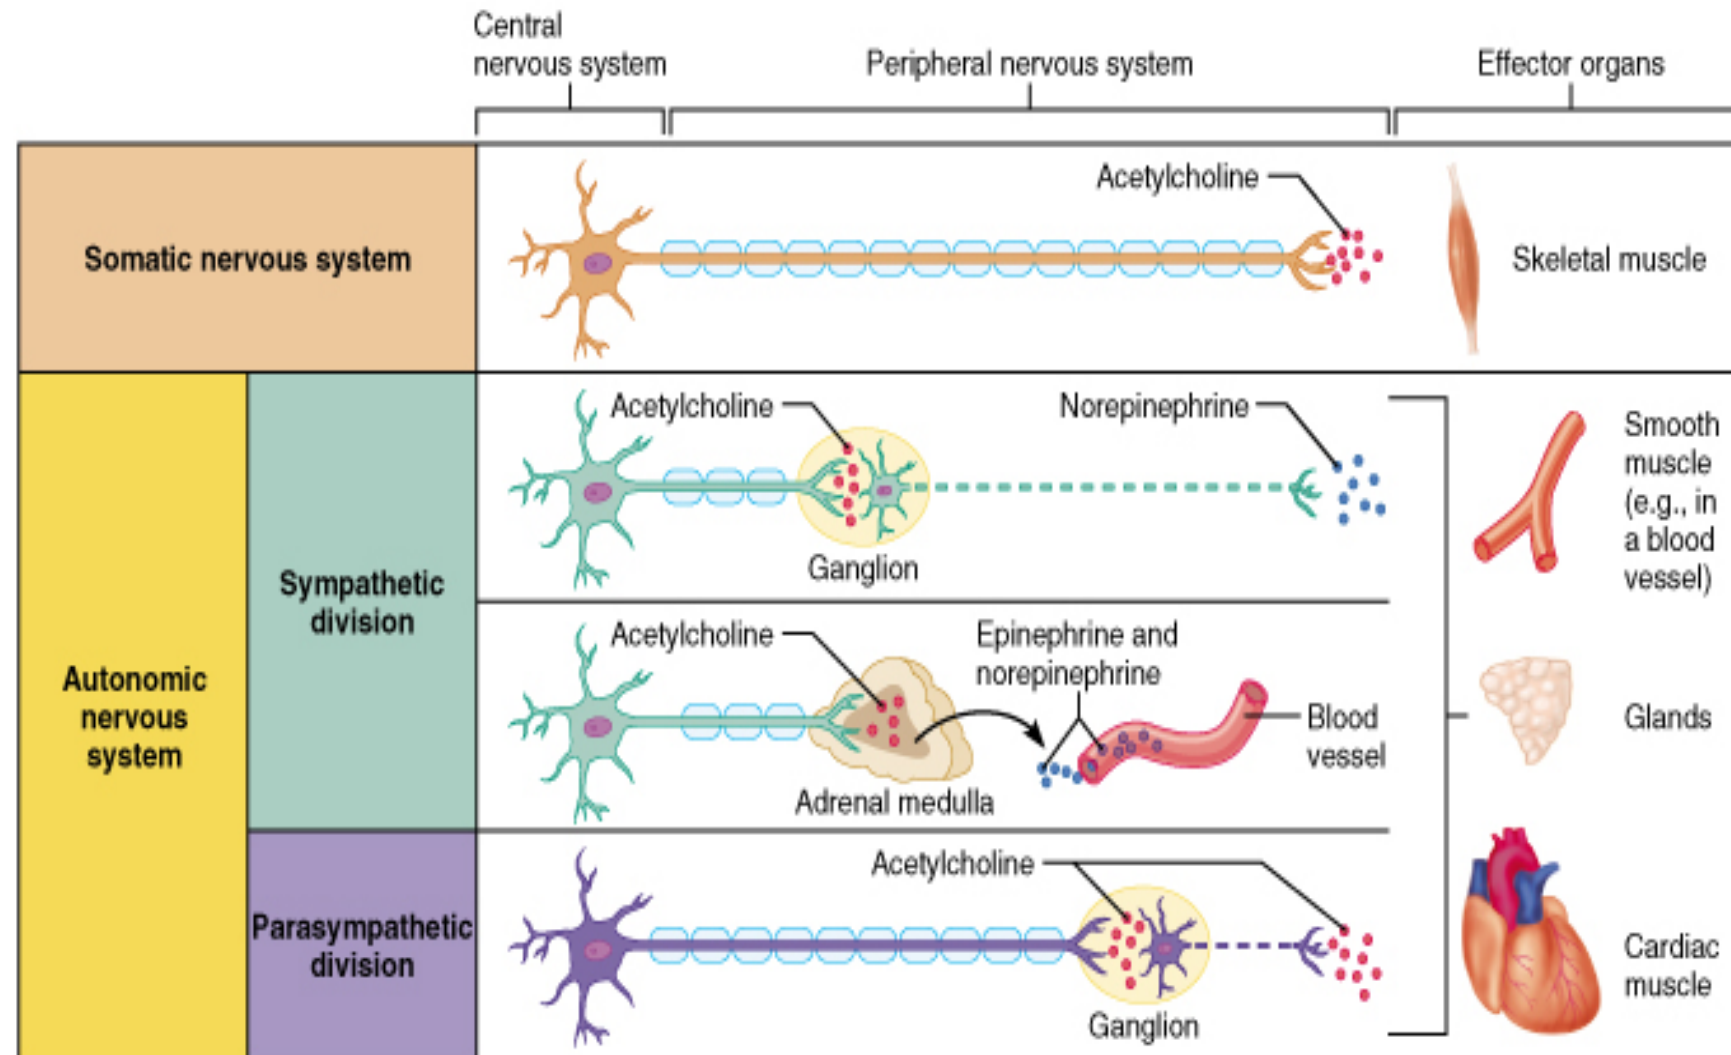 Central
nervous system
Peripheral nervous system
Effector organs
Somatic nervous system
Acetylcholine
Skeletal muscle
Autonomic
nervous
system
Sympathetic
division
Acetylcholine
Ganglion
Norepinephrine
Acetylcholine
Adrenal medulla
Epinephrine and
norepinephrine
Blood
vessel
Parasympathetic
division
Acetylcholine
Ganglion
Smooth
muscle
(e.g., in
a blood
vessel)
Glands
Cardiac
muscle